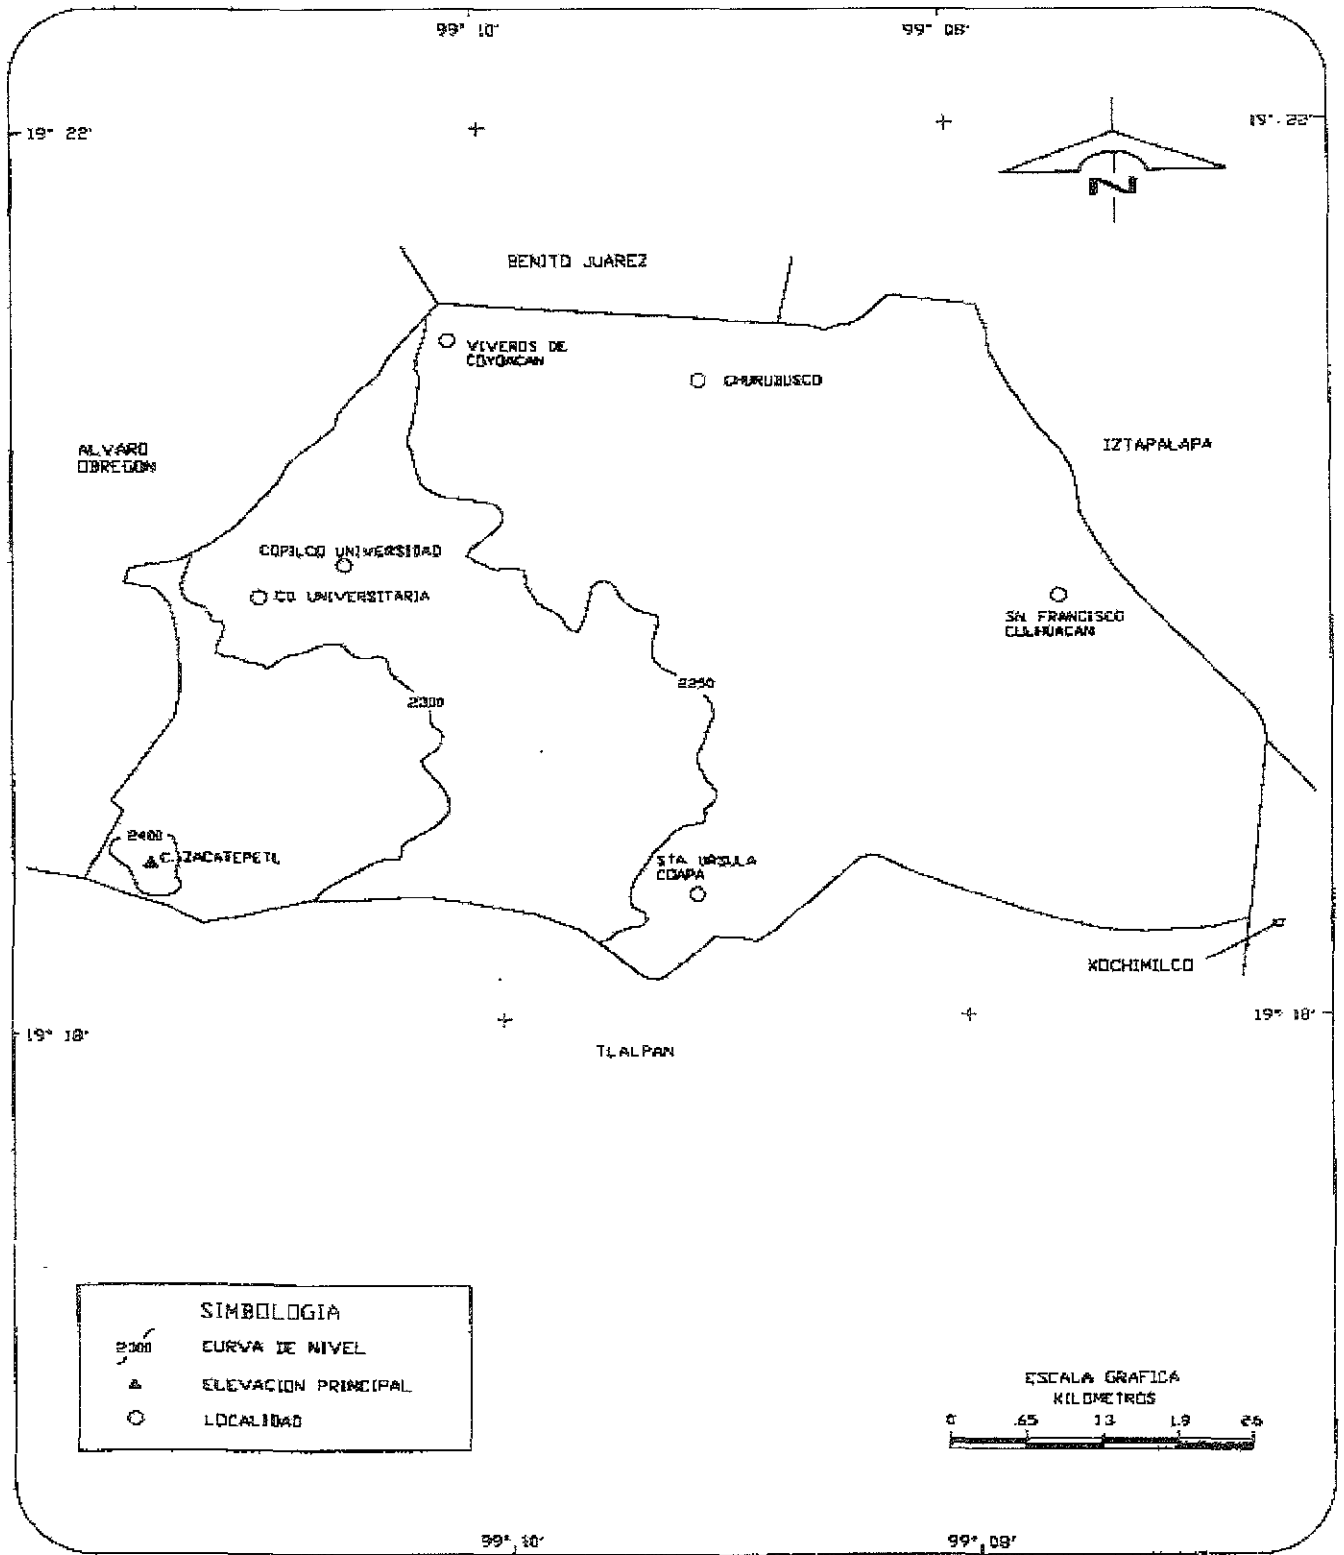 99° 10'
99° 08'
19° 22'
19° 22'
N
BENITO JUAREZ
VIVEROS DE
COYOACAN
CHURUBUSCO
ALVARO
OBREGON
IZTAPALAPA
COPILCO UNIVERSIDAD
CD. UNIVERSITARIA
SN. FRANCISCO
CULHUACAN
2250
2300
2400
C. ZACATEPETL
STA. URSULA
COAPA
XOCHIMILCO
19° 18'
19° 18'
TLALPAN
SIMBOLOGIA
2300 CURVA DE NIVEL
ELEVACION PRINCIPAL
LOCALIDAD
ESCALA GRAFICA
KILOMETROS
0 .65 1.3 1.9 2.6
99° 10'
99° 08'